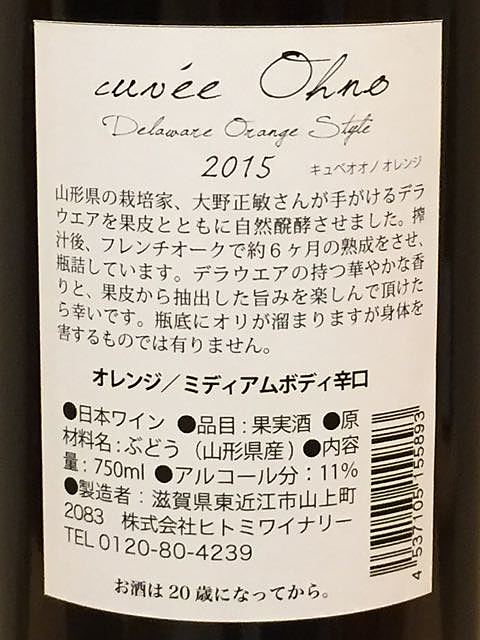 cuvée Ohno
Delaware Orange Style
2015 キュベオオノ オレンジ
山形県の栽培家、大野正敏さんが手がけるデラ
ウエアを果皮とともに自然醗酵させました。搾
汁後、フレンチオークで約６ヶ月の熟成をさせ、
瓶詰しています。デラウエアの持つ華やかな香
りと、果皮から抽出した旨みを楽しんで頂けた
ら幸いです。瓶底にオリが溜まりますが身体を
害するものでは有りません。
オレンジ／ミディアムボディ辛口
●日本ワイン ●品目：果実酒 ●原
材料名：ぶどう（山形県産）●内容
量：750ml ●アルコール分：11%
●製造者：滋賀県東近江市山上町
2083 株式会社ヒトミワイナリー
TEL 0120-80-4239
4 537105 155893
お酒は20歳になってから。